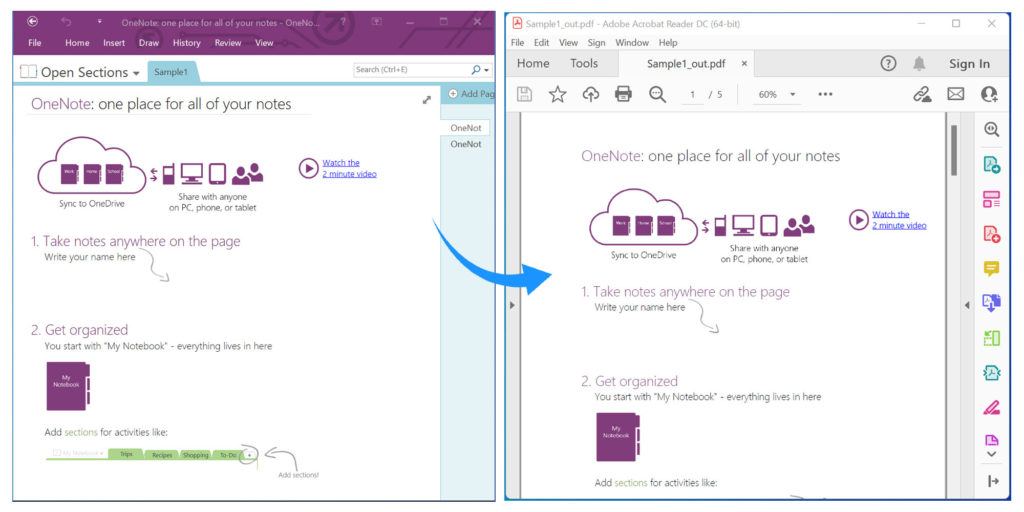 OneNote: one place for all of your notes - OneNo...
File Home Insert Draw History Review View
Open Sections
Sample1
Search (Ctrl+E)
OneNote: one place for all of your notes
Add Pag
OneNot
OneNot
Work Home School
Sync to OneDrive
Share with anyone
on PC, phone, or tablet
Watch the
2 minute video
1. Take notes anywhere on the page
Write your name here
2. Get organized
You start with "My Notebook" - everything lives in here
My
Notebook
Add sections for activities like:
My Notebook Trips Recipes Shopping To-Do +
Add sections!
Sample1_out.pdf - Adobe Acrobat Reader DC (64-bit)
File Edit View Sign Window Help
Home Tools Sample1_out.pdf × Sign In
1 / 5 60%
OneNote: one place for all of your notes
Work Home School
Sync to OneDrive
Share with anyone
on PC, phone, or tablet
Watch the
2 minute video
1. Take notes anywhere on the page
Write your name here
2. Get organized
You start with "My Notebook" - everything lives in here
My
Notebook
Add sections for activities like: